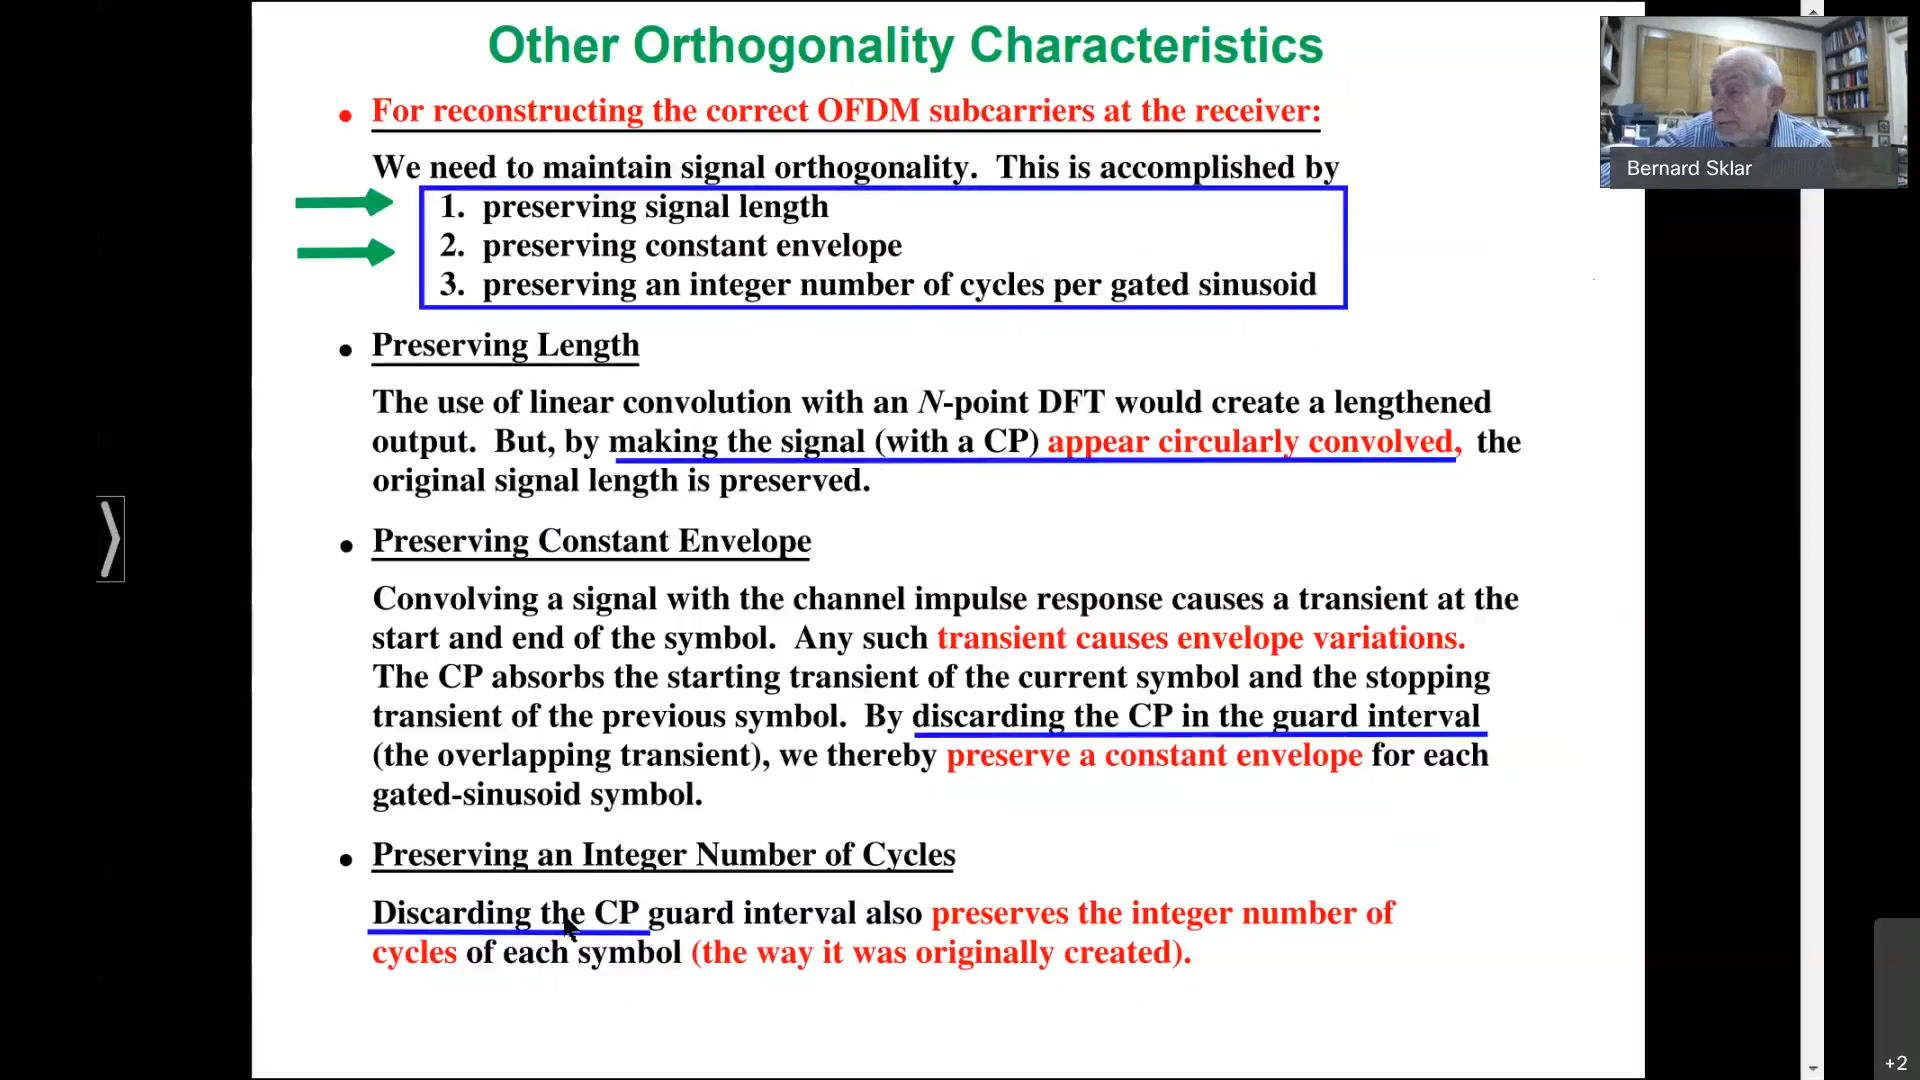 Other Orthogonality Characteristics
• For reconstructing the correct OFDM subcarriers at the receiver:
We need to maintain signal orthogonality. This is accomplished by
1. preserving signal length
2. preserving constant envelope
3. preserving an integer number of cycles per gated sinusoid
• Preserving Length
The use of linear convolution with an N-point DFT would create a lengthened
output. But, by making the signal (with a CP) appear circularly convolved, the
original signal length is preserved.
• Preserving Constant Envelope
Convolving a signal with the channel impulse response causes a transient at the
start and end of the symbol. Any such transient causes envelope variations.
The CP absorbs the starting transient of the current symbol and the stopping
transient of the previous symbol. By discarding the CP in the guard interval
(the overlapping transient), we thereby preserve a constant envelope for each
gated-sinusoid symbol.
• Preserving an Integer Number of Cycles
Discarding the CP guard interval also preserves the integer number of
cycles of each symbol (the way it was originally created).
Bernard Sklar
+2